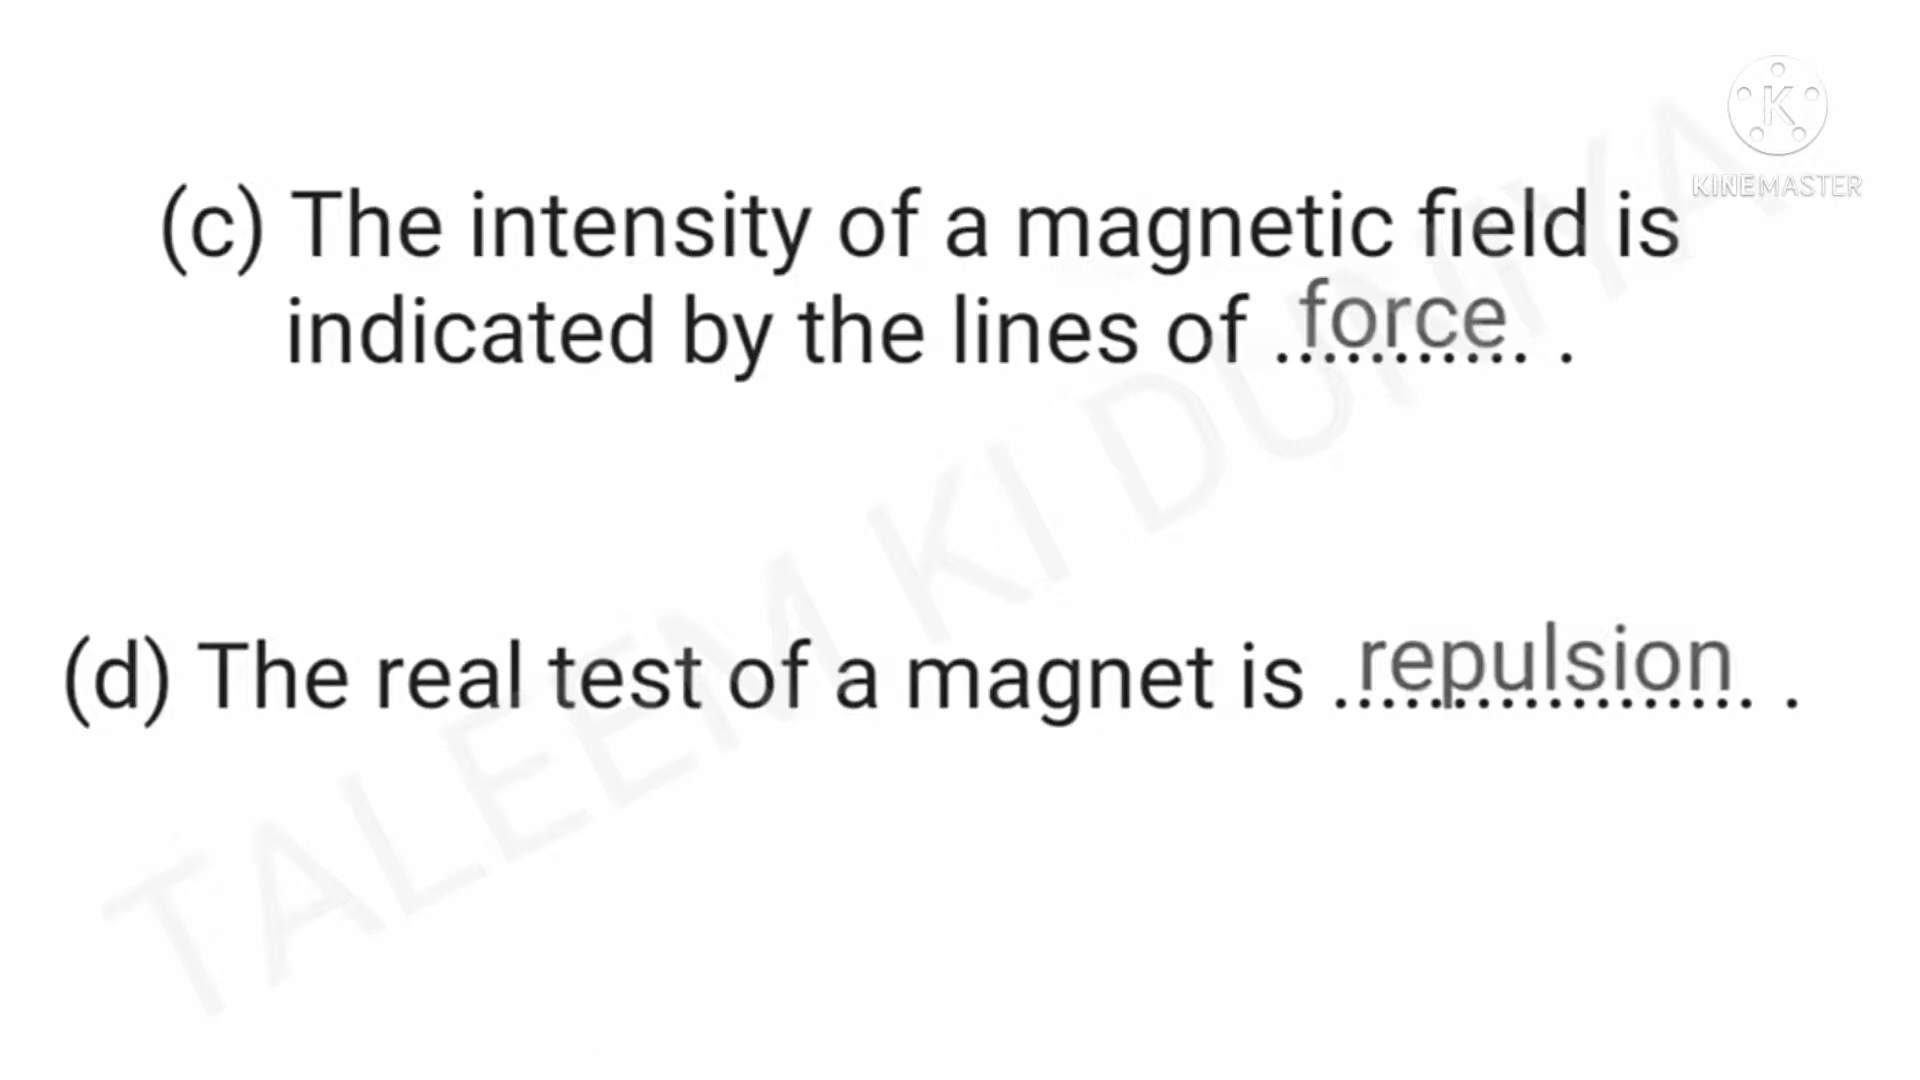 K
KINEMASTER
(c) The intensity of a magnetic field is
indicated by the lines of ...force... .
(d) The real test of a magnet is ...repulsion... .
TALEEM KI DUNIYA